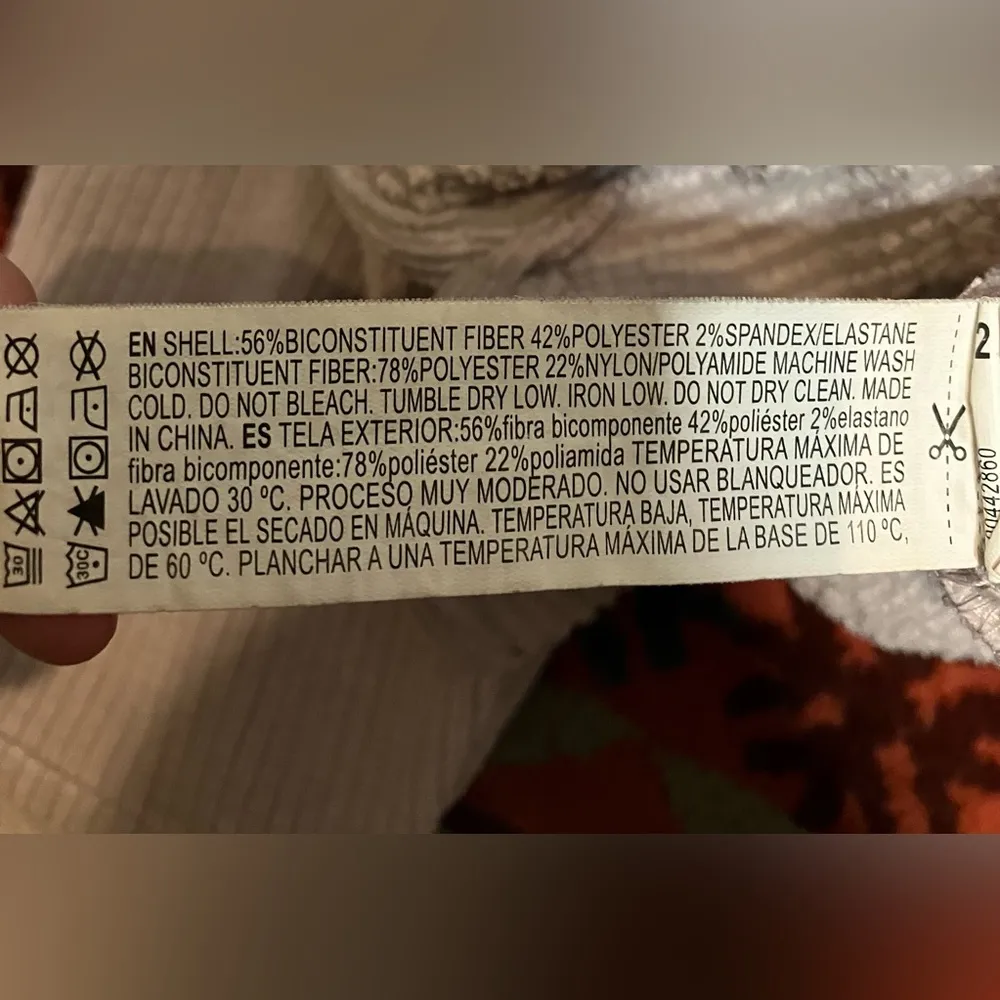 EN SHELL:56%BICONSTITUENT FIBER 42%POLYESTER 2%SPANDEX/ELASTANE
BICONSTITUENT FIBER:78%POLYESTER 22%NYLON/POLYAMIDE MACHINE WASH
COLD. DO NOT BLEACH. TUMBLE DRY LOW. IRON LOW. DO NOT DRY CLEAN. MADE
IN CHINA. ES TELA EXTERIOR:56%fibra bicomponente 42%poliéster 2%elastano
fibra bicomponente:78%poliéster 22%poliamida TEMPERATURA MÁXIMA DE
LAVADO 30 ºC. PROCESO MUY MODERADO. NO USAR BLANQUEADOR. ES
POSIBLE EL SECADO EN MÁQUINA. TEMPERATURA BAJA, TEMPERATURA MÁXIMA
DE 60 ºC. PLANCHAR A UNA TEMPERATURA MÁXIMA DE LA BASE DE 110 ºC,
30
30C
2